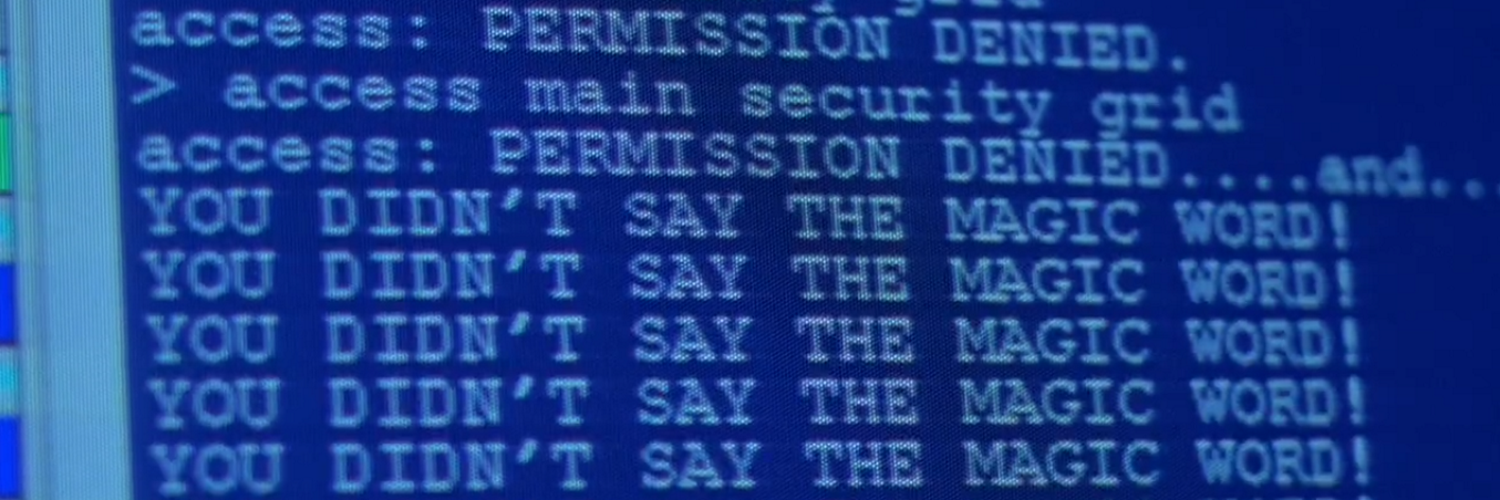 access: PERMISSION DENIED.
> access main security grid
access: PERMISSION DENIED....and...
YOU DIDN'T SAY THE MAGIC WORD!
YOU DIDN'T SAY THE MAGIC WORD!
YOU DIDN'T SAY THE MAGIC WORD!
YOU DIDN'T SAY THE MAGIC WORD!
YOU DIDN'T SAY THE MAGIC WORD!